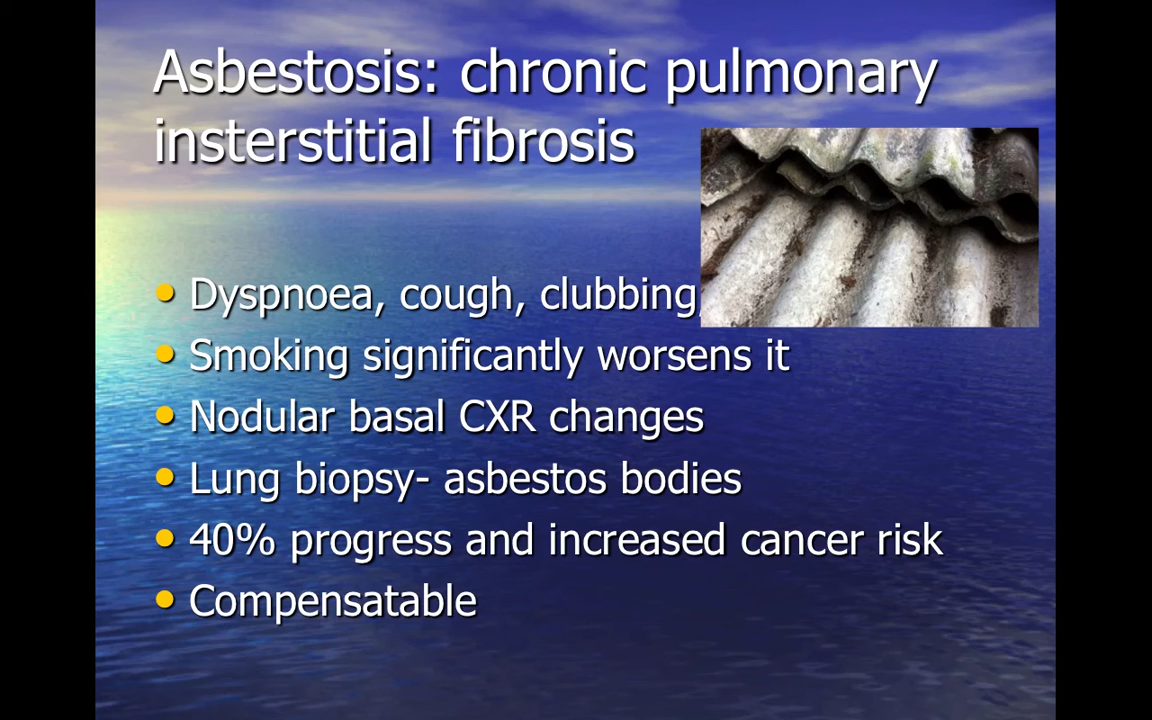 Asbestosis: chronic pulmonary
insterstitial fibrosis
• Dyspnoea, cough, clubbing,
• Smoking significantly worsens it
• Nodular basal CXR changes
• Lung biopsy- asbestos bodies
• 40% progress and increased cancer risk
• Compensatable